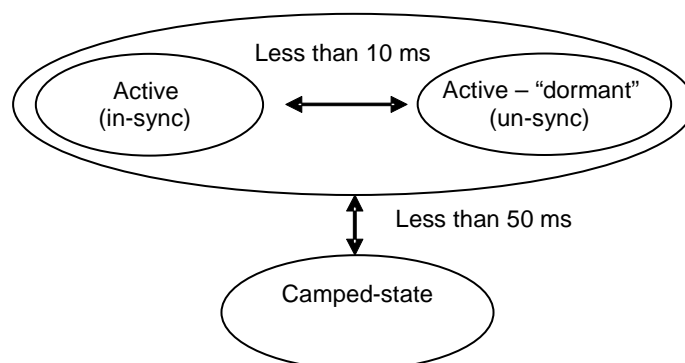 Less than 10 ms
Active
(in-sync)
Active – “dormant”
(un-sync)
Less than 50 ms
Camped-state